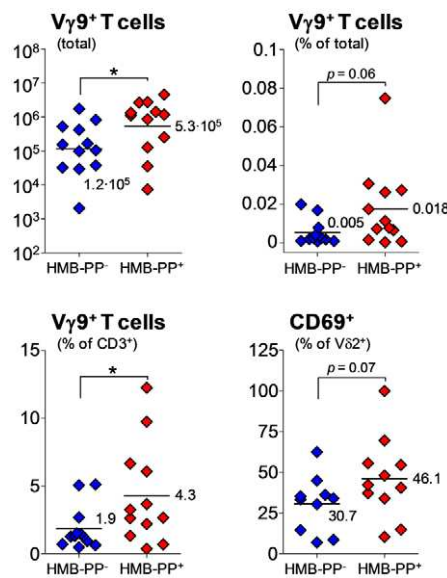 Vγ9⁺ T cells
(total)
10⁸
10⁷
10⁶
10⁵
10⁴
10³
10²
*
1.2·10⁵
5.3·10⁵
HMB-PP⁻ HMB-PP⁺
Vγ9⁺ T cells
(% of total)
0.1
0.08
0.06
0.04
0.02
0
p = 0.06
0.005
0.018
HMB-PP⁻ HMB-PP⁺
Vγ9⁺ T cells
(% of CD3⁺)
15
10
5
0
*
1.9
4.3
HMB-PP⁻ HMB-PP⁺
CD69⁺
(% of Vδ2⁺)
125
100
75
50
25
0
p = 0.07
30.7
46.1
HMB-PP⁻ HMB-PP⁺